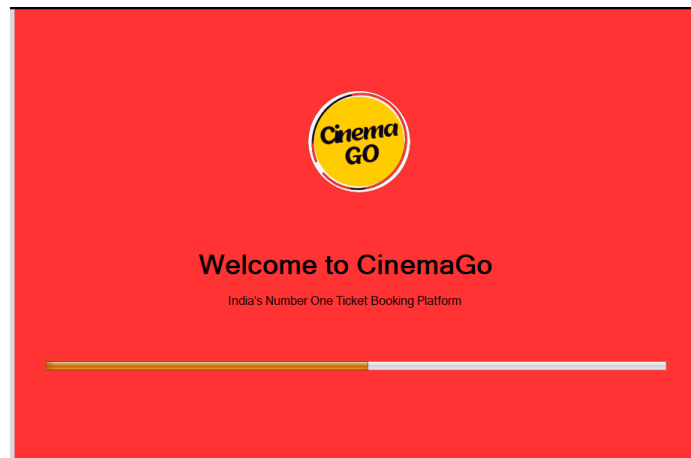 Cinema
GO
Welcome to CinemaGo
India's Number One Ticket Booking Platform